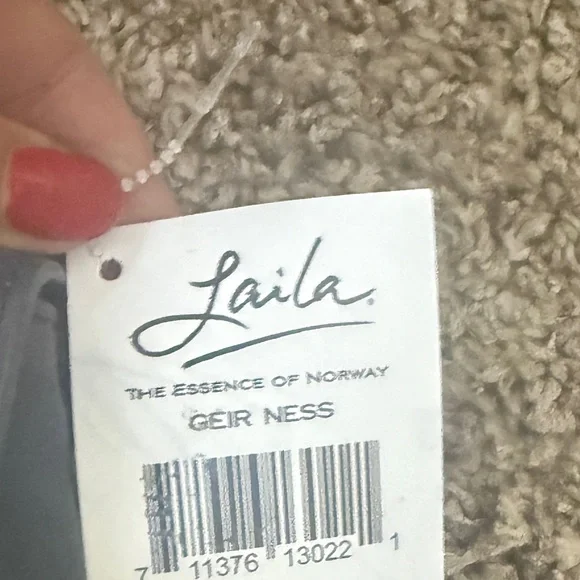 Laila.
THE ESSENCE OF NORWAY
GEIR NESS
7 11376 13022 1